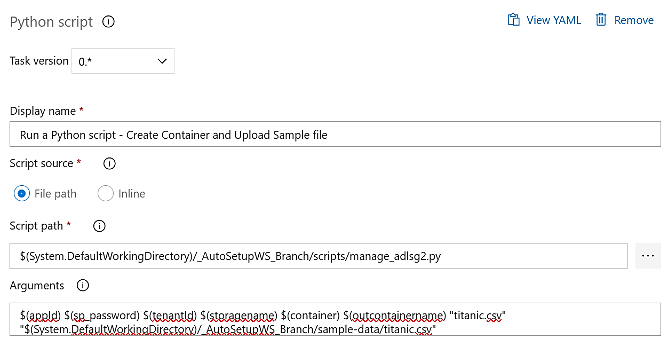 Python script
View YAML Remove
Task version 0.*
Display name *
Run a Python script - Create Container and Upload Sample file
Script source *
File path Inline
Script path *
$(System.DefaultWorkingDirectory)/_AutoSetupWS_Branch/scripts/manage_adlsg2.py ...
Arguments
$(appId) $(sp_password) $(tenantId) $(storagename) $(container) $(outcontainername) "titanic.csv"
"$(System.DefaultWorkingDirectory)/_AutoSetupWS_Branch/sample-data/titanic.csv"